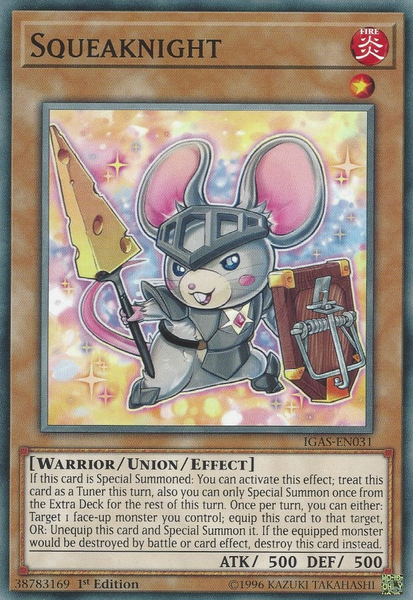 SQUEAKNIGHT
FIRE
炎
IGAS-EN031
[WARRIOR/UNION/EFFECT]
If this card is Special Summoned: You can activate this effect; treat this
card as a Tuner this turn, also you can only Special Summon once from
the Extra Deck for the rest of this turn. Once per turn, you can either:
Target 1 face-up monster you control; equip this card to that target,
OR: Unequip this card and Special Summon it. If the equipped monster
would be destroyed by battle or card effect, destroy this card instead.
ATK/ 500 DEF/ 500
38783169 1st Edition ©1996 KAZUKI TAKAHASHI